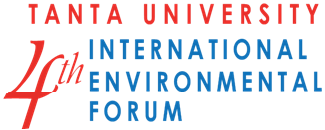 TANTA UNIVERSITY
4th INTERNATIONAL
ENVIRONMENTAL
FORUM